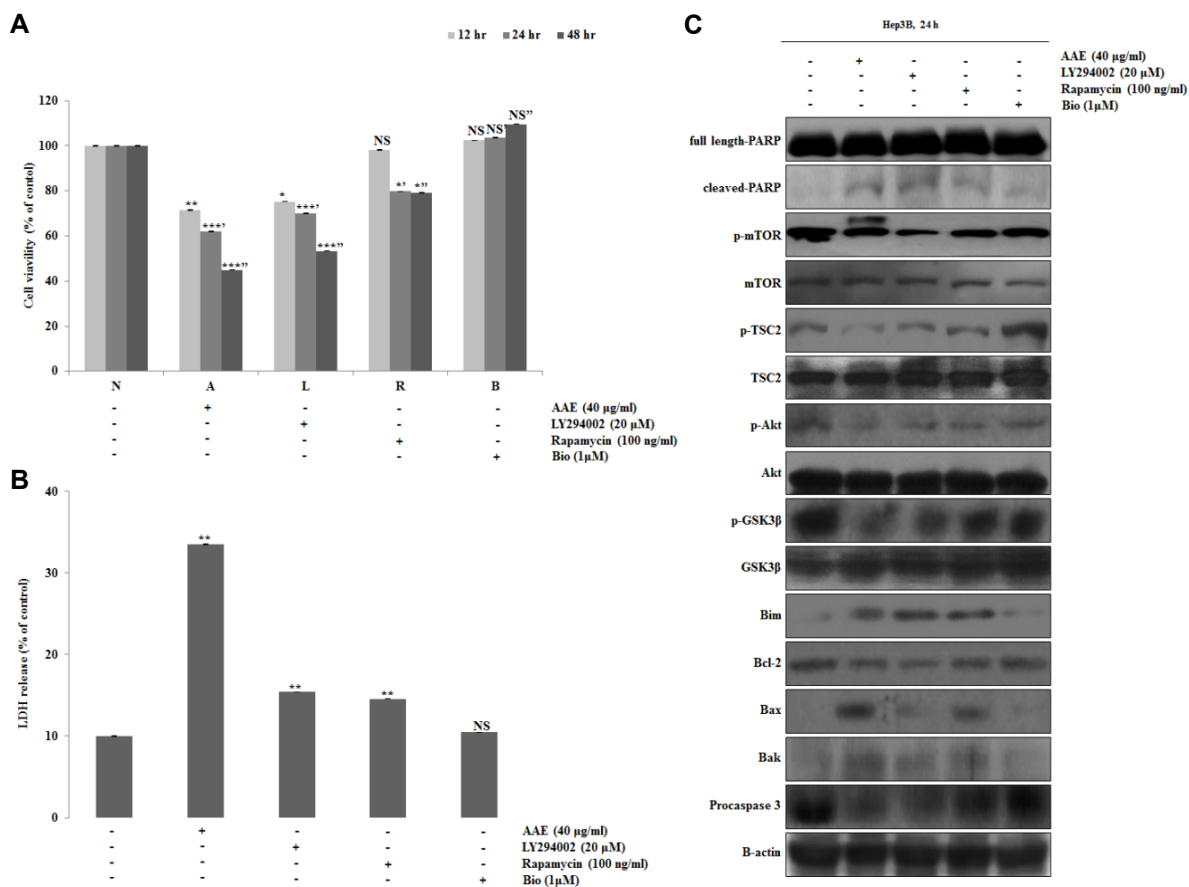 A
12 hr 24 hr 48 hr
Cell viavility (% of contol)
120
100
80
60
40
20
0
** ***’ ***”
* ***’ ***”
NS *’ *”
NS NS’ NS”
N A L R B
- + - - - AAE (40 μg/ml)
- - + - - LY294002 (20 μM)
- - - + - Rapamycin (100 ng/ml)
- - - - + Bio (1μM)
B
LDH release (% of control)
40
30
20
10
0
** ** ** NS
- + - - - AAE (40 μg/ml)
- - + - - LY294002 (20 μM)
- - - + - Rapamycin (100 ng/ml)
- - - - + Bio (1μM)
C
Hep3B, 24 h
- + - - - AAE (40 μg/ml)
- - + - - LY294002 (20 μM)
- - - + - Rapamycin (100 ng/ml)
- - - - + Bio (1μM)
full length-PARP
cleaved-PARP
p-mTOR
mTOR
p-TSC2
TSC2
p-Akt
Akt
p-GSK3β
GSK3β
Bim
Bcl-2
Bax
Bak
Procaspase 3
B-actin